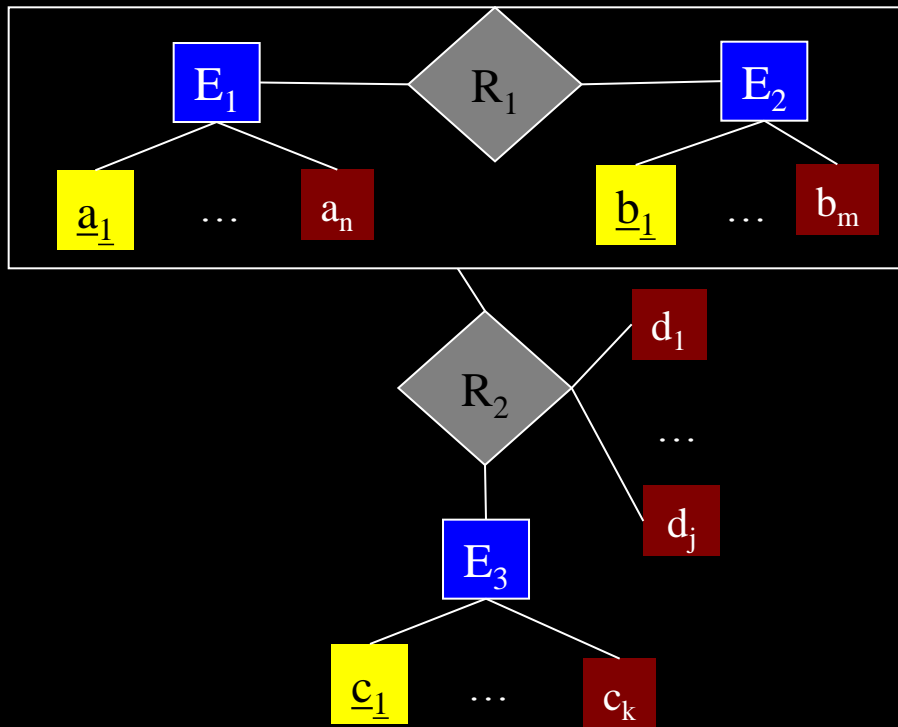 E₁
R₁
E₂
a₁
…
aₙ
b₁
…
bₘ
d₁
R₂
…
dⱼ
E₃
c₁
…
cₖ